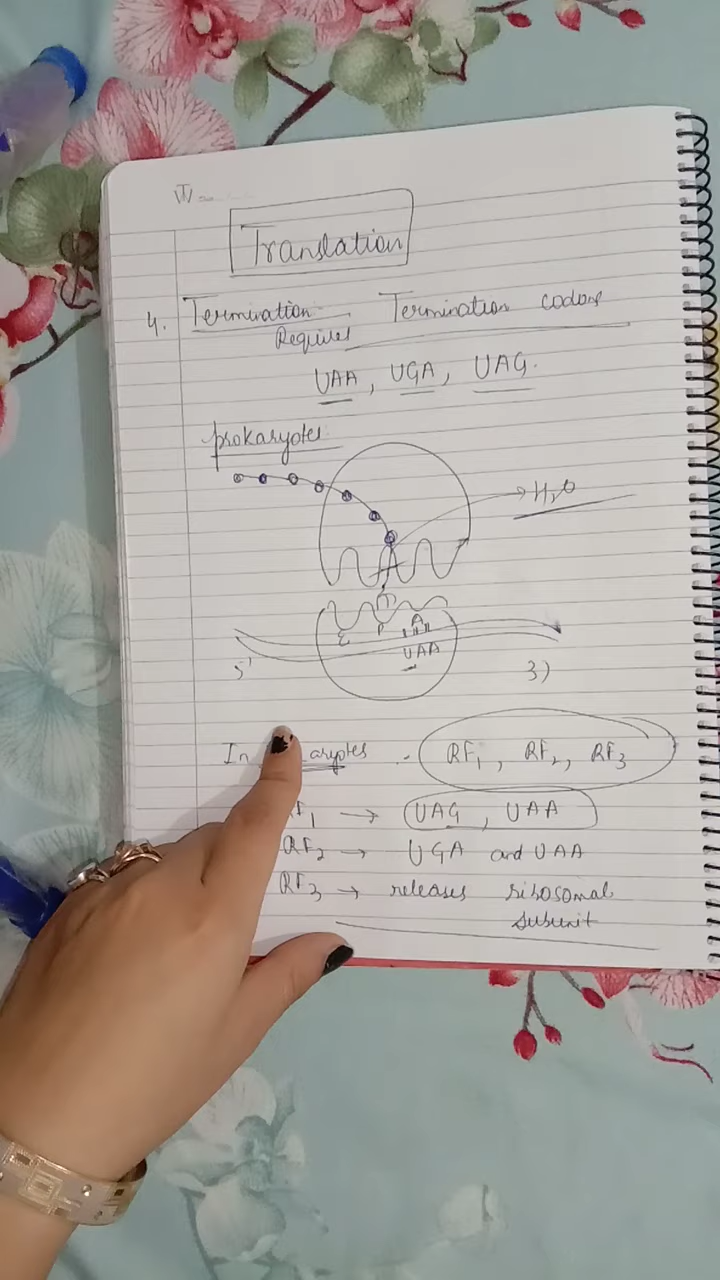 Translation
4. Termination Requires Termination codons
UAA, UGA, UAG.
prokaryotes
H₂O
E P A
UAA
5' 3)
In aryotes - RF₁, RF₂, RF₃
RF₁ → UAG, UAA
RF₂ → UGA and UAA
RF₃ → releases ribosomal
subunit